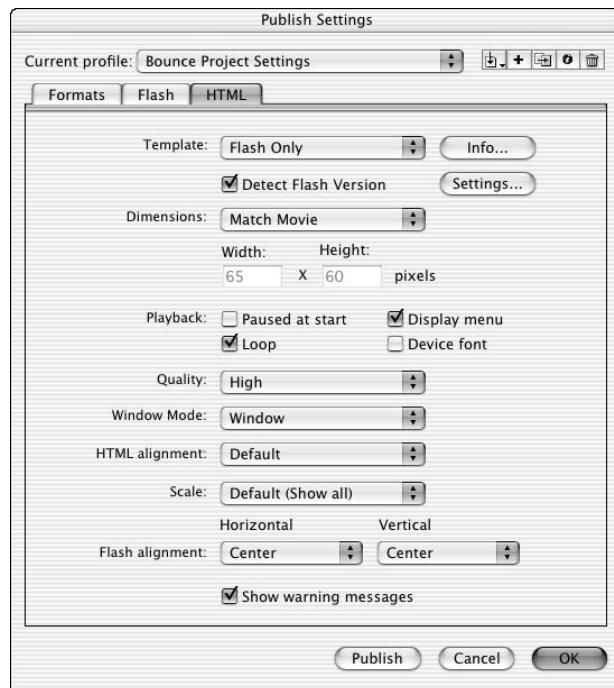 Publish Settings
Current profile: Bounce Project Settings
Formats Flash HTML
Template: Flash Only Info...
Detect Flash Version Settings...
Dimensions: Match Movie
Width: Height:
65 X 60 pixels
Playback: Paused at start Display menu
Loop Device font
Quality: High
Window Mode: Window
HTML alignment: Default
Scale: Default (Show all)
Horizontal Vertical
Flash alignment: Center Center
Show warning messages
Publish Cancel OK